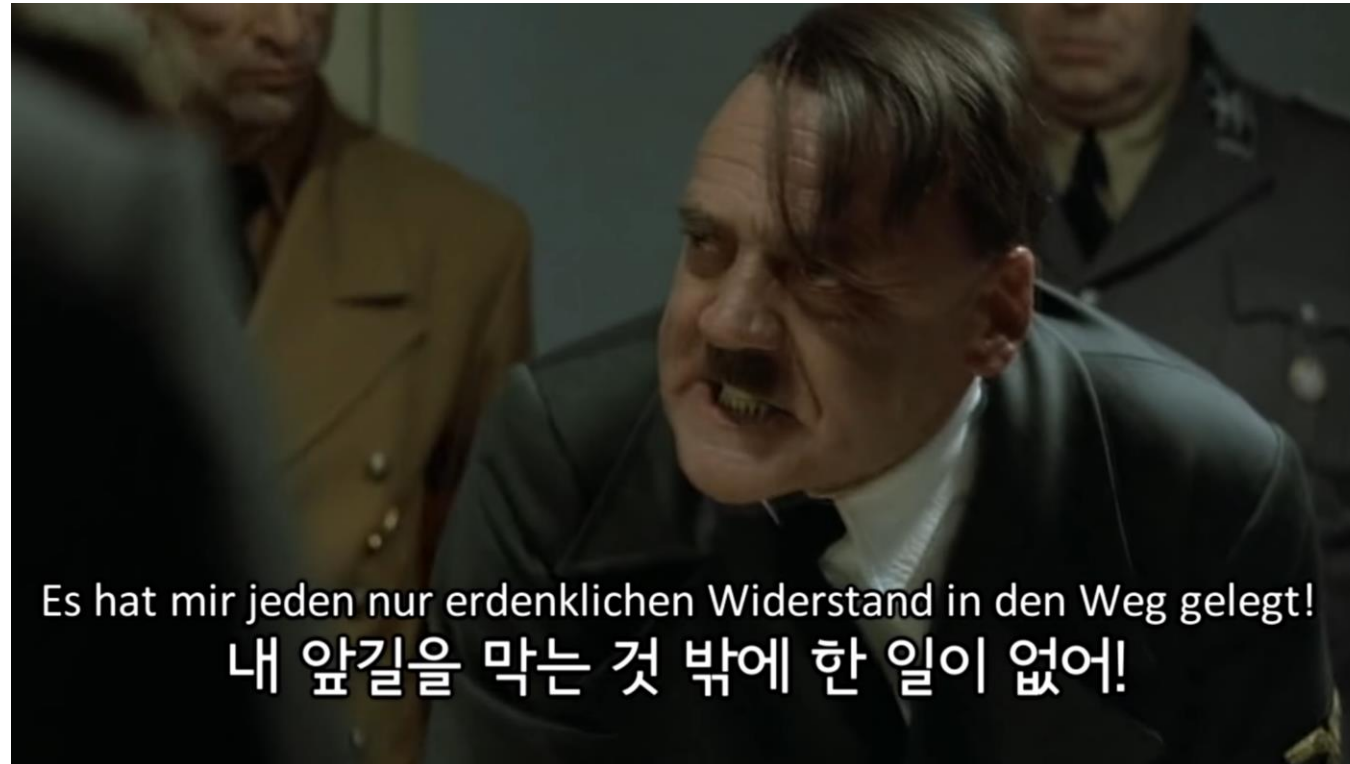 Es hat mir jeden nur erdenklichen Widerstand in den Weg gelegt!
내 앞길을 막는 것 밖에 한 일이 없어!